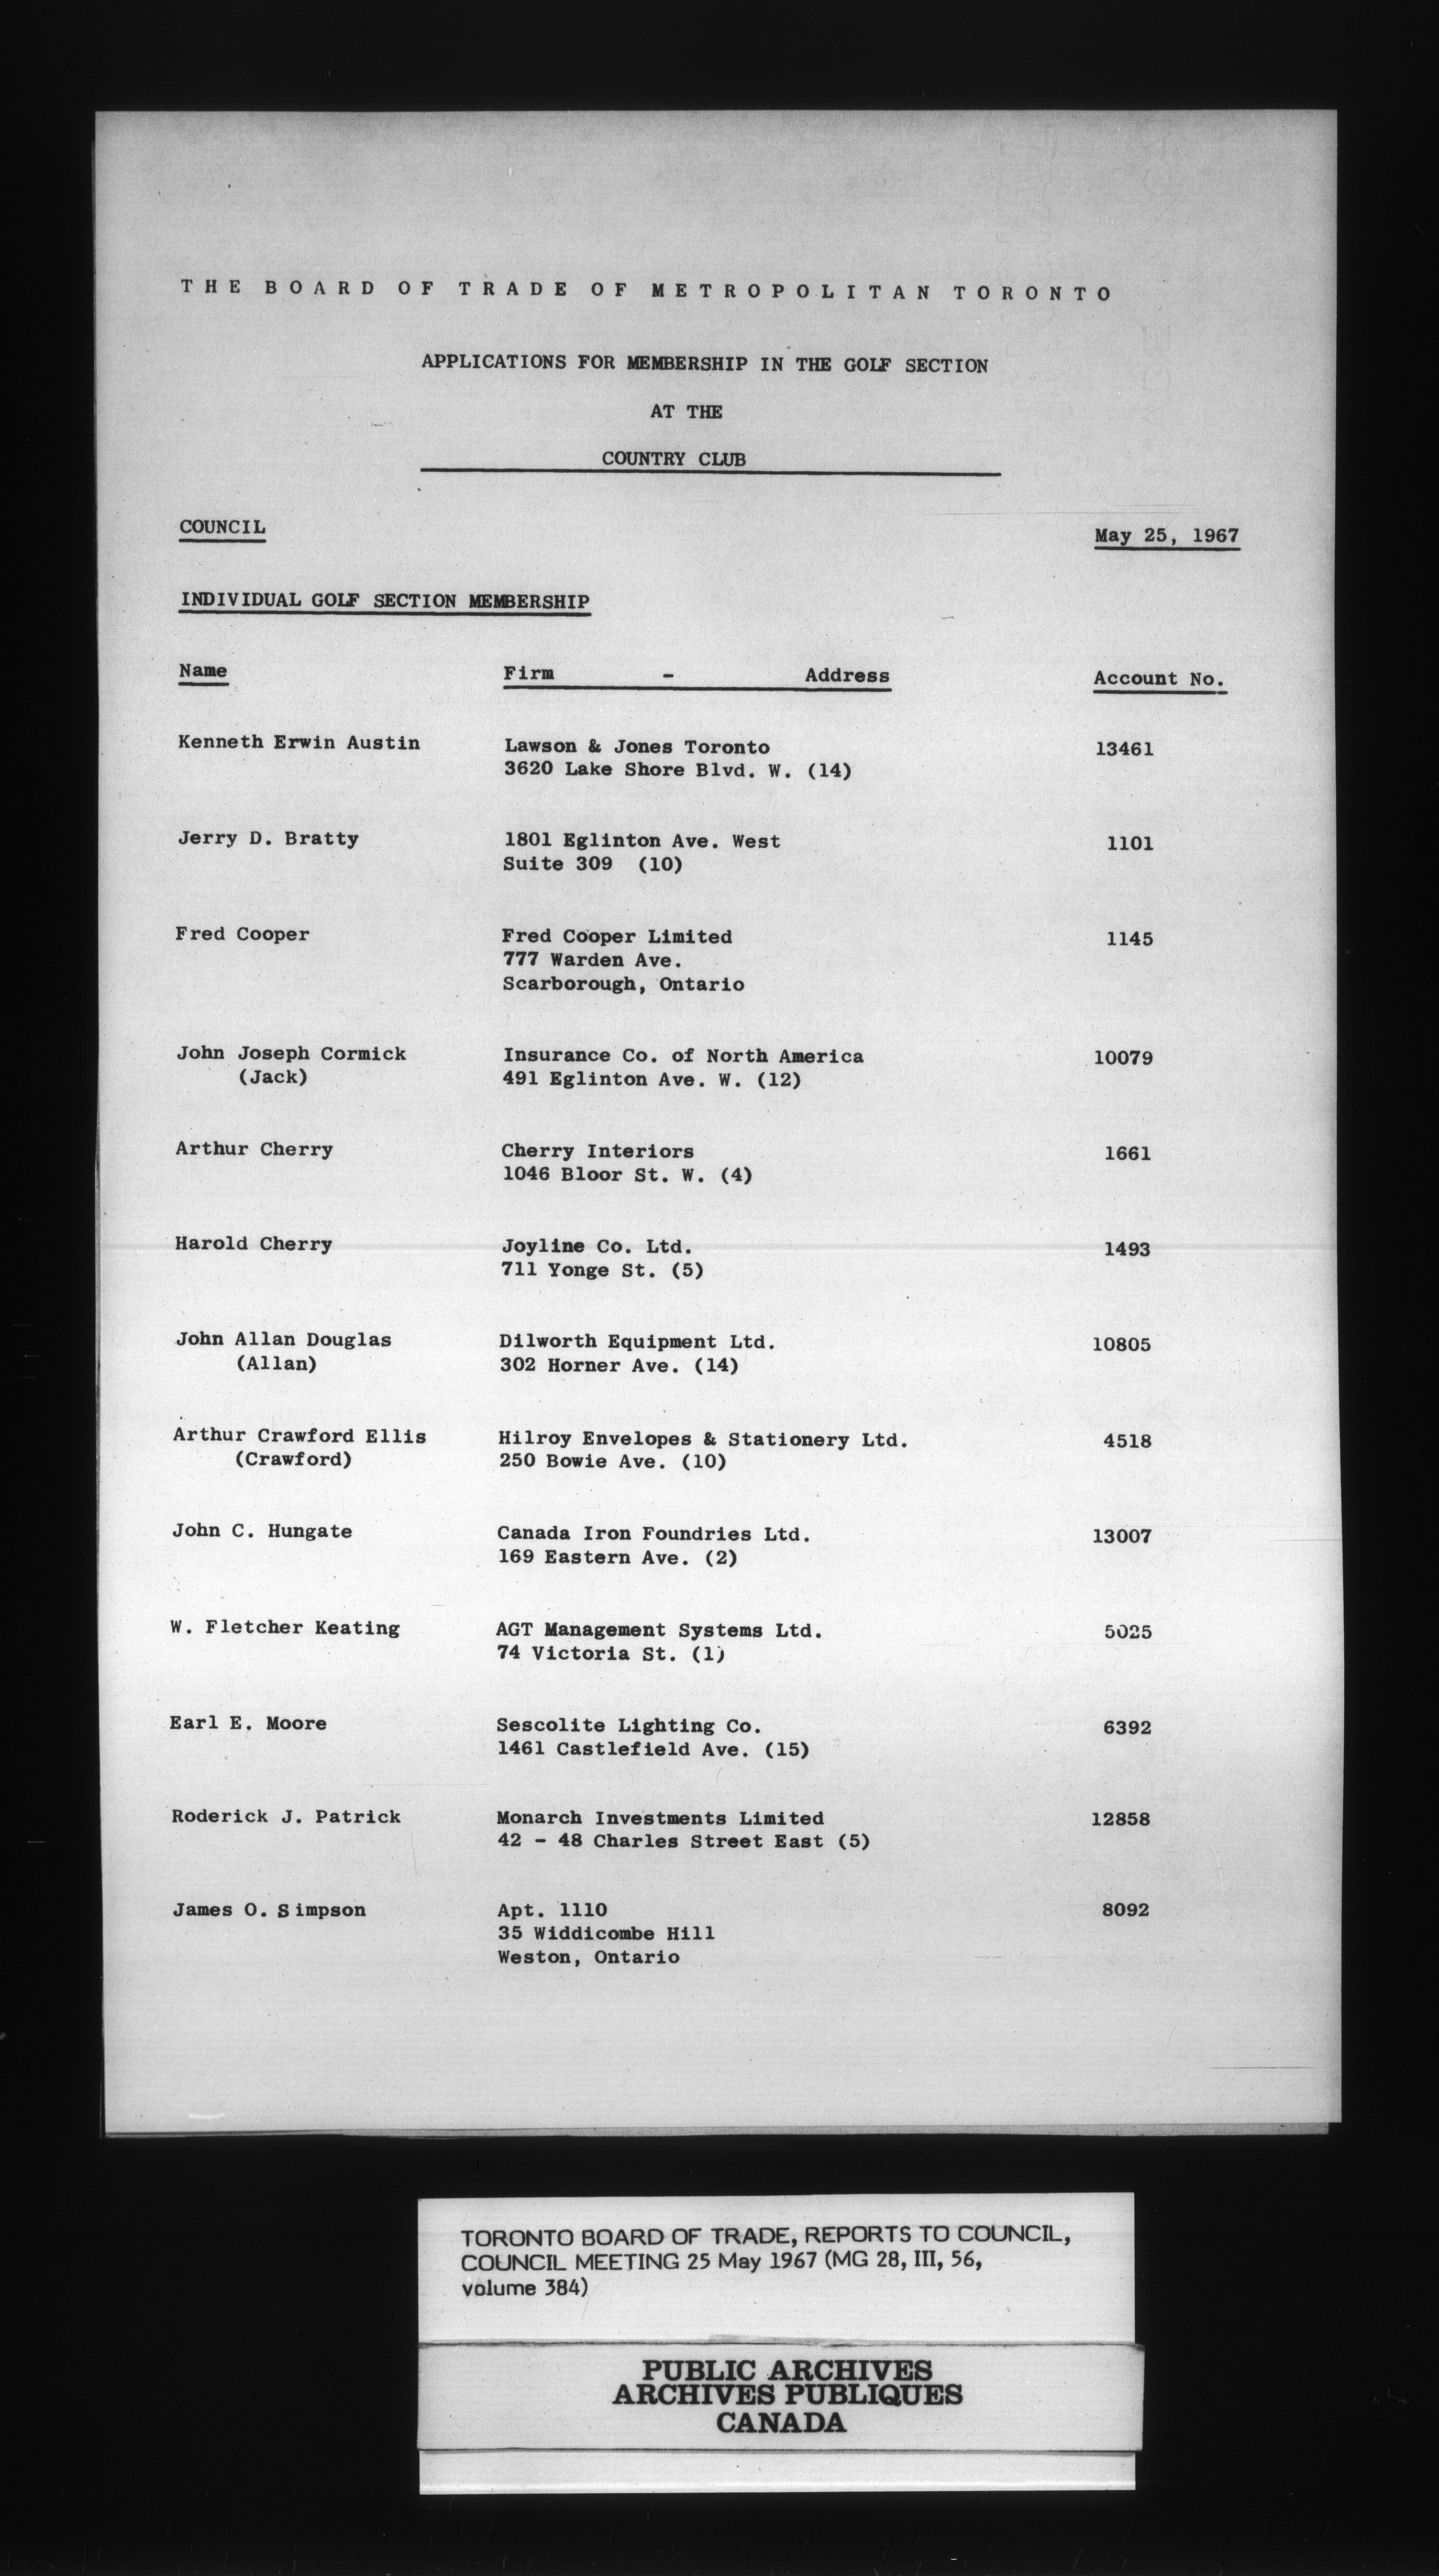 THE BOARD OF TRADE OF METROPOLITAN TORONTO
APPLICATIONS FOR MEMBERSHIP IN THE GOLF SECTION
AT THE
COUNTRY CLUB
COUNCIL May 25, 1967
INDIVIDUAL GOLF SECTION MEMBERSHIP
Name Firm - Address Account No.
Kenneth Erwin Austin Lawson & Jones Toronto 13461
3620 Lake Shore Blvd. W. (14)
Jerry D. Bratty 1801 Eglinton Ave. West 1101
Suite 309 (10)
Fred Cooper Fred Cooper Limited 1145
777 Warden Ave.
Scarborough, Ontario
John Joseph Cormick Insurance Co. of North America 10079
(Jack) 491 Eglinton Ave. W. (12)
Arthur Cherry Cherry Interiors 1661
1046 Bloor St. W. (4)
Harold Cherry Joyline Co. Ltd. 1493
711 Yonge St. (5)
John Allan Douglas Dilworth Equipment Ltd. 10805
(Allan) 302 Horner Ave. (14)
Arthur Crawford Ellis Hilroy Envelopes & Stationery Ltd. 4518
(Crawford) 250 Bowie Ave. (10)
John C. Hungate Canada Iron Foundries Ltd. 13007
169 Eastern Ave. (2)
W. Fletcher Keating AGT Management Systems Ltd. 5025
74 Victoria St. (1)
Earl E. Moore Sescolite Lighting Co. 6392
1461 Castlefield Ave. (15)
Roderick J. Patrick Monarch Investments Limited 12858
42 - 48 Charles Street East (5)
James O. Simpson Apt. 1110 8092
35 Widdicombe Hill
Weston, Ontario
TORONTO BOARD OF TRADE, REPORTS TO COUNCIL,
COUNCIL MEETING 25 May 1967 (MG 28, III, 56,
volume 384)
PUBLIC ARCHIVES
ARCHIVES PUBLIQUES
CANADA